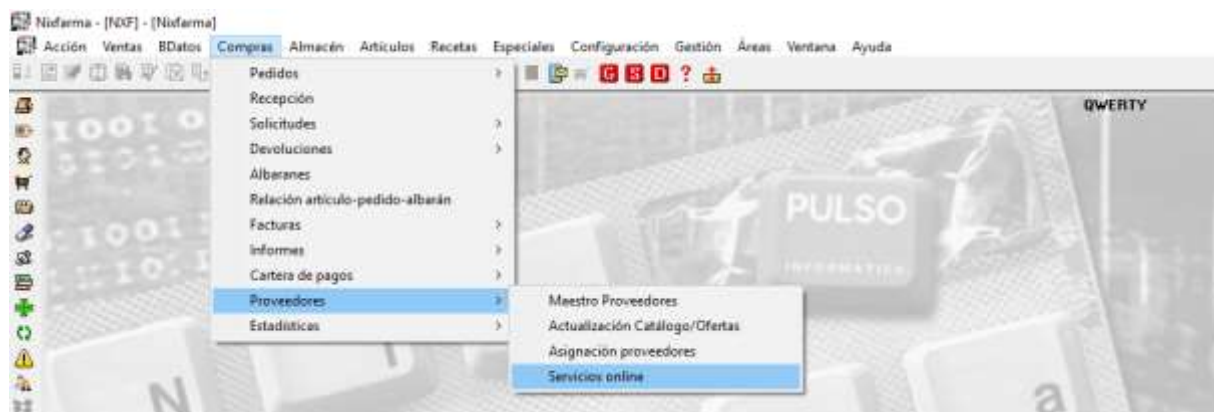 Nixfarma - [NXF] - [Nixfarma]
Acción Ventas BDatos Compras Almacén Artículos Recetas Especiales Configuración Gestión Áreas Ventana Ayuda
G S D ?
QWERTY
Pedidos
Recepción
Solicitudes
Devoluciones
Albaranes
Relación artículo-pedido-albarán
Facturas
Informes
Cartera de pagos
Proveedores
Estadísticas
Maestro Proveedores
Actualización Catálogo/Ofertas
Asignación proveedores
Servicios online
PULSO
INFORMATICA
N
a